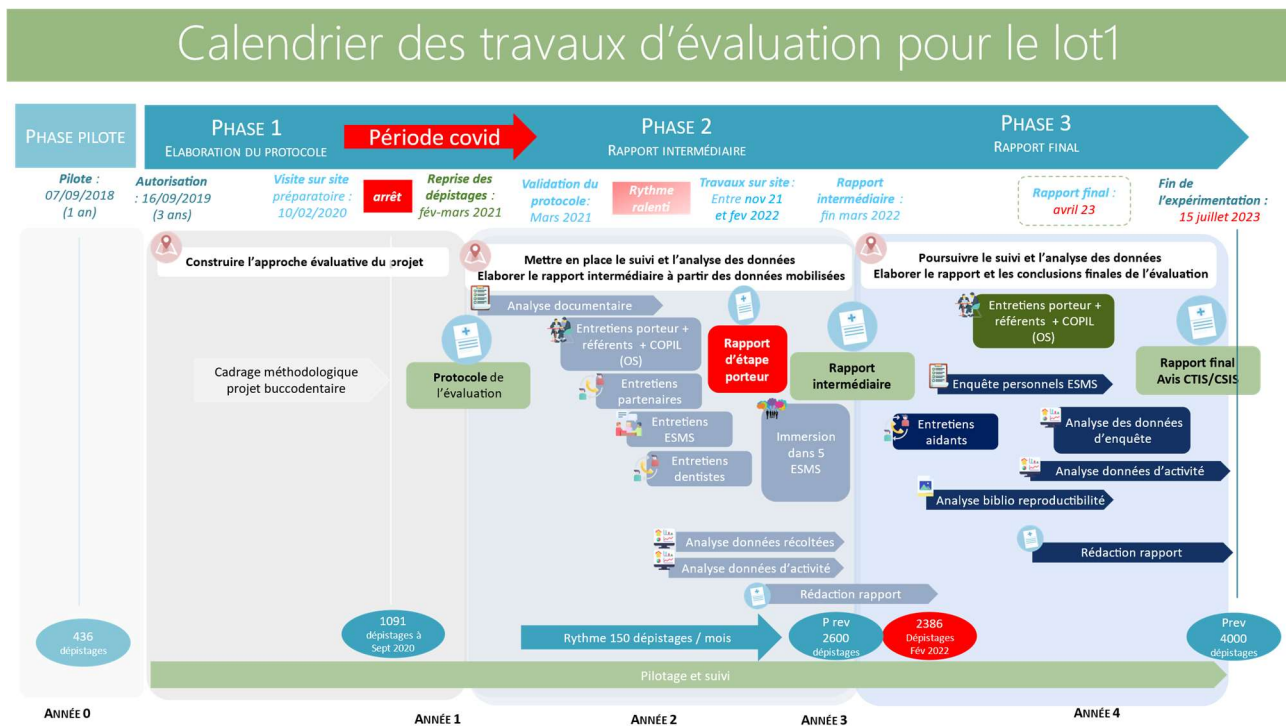 Calendrier des travaux d'évaluation pour le lot1
PHASE PILOTE
PHASE 1
ELABORATION DU PROTOCOLE
Période covid
PHASE 2
RAPPORT INTERMÉDIAIRE
PHASE 3
RAPPORT FINAL
Pilote :
07/09/2018
(1 an)
Autorisation
: 16/09/2019
(3 ans)
Visite sur site
préparatoire :
10/02/2020
arrêt
Reprise des
dépistages :
fév-mars 2021
Validation du
protocole:
Mars 2021
Rythme
ralenti
Travaux sur site :
Entre nov 21
et fev 2022
Rapport
intermédiaire :
fin mars 2022
Rapport final :
avril 23
Fin de
l'expérimentation :
15 juillet 2023
Construire l'approche évaluative du projet
Mettre en place le suivi et l'analyse des données
Elaborer le rapport intermédiaire à partir des données mobilisées
Poursuivre le suivi et l'analyse des données
Elaborer le rapport et les conclusions finales de l'évaluation
Cadrage méthodologique
projet buccodentaire
Protocole de
l'évaluation
Analyse documentaire
Entretiens porteur +
référents + COPIL
(OS)
Entretiens
partenaires
Entretiens
ESMS
Entretiens
dentistes
Rapport
d'étape
porteur
Rapport
intermédiaire
Immersion
dans 5
ESMS
Analyse données récoltées
Analyse données d'activité
Rédaction rapport
Entretiens porteur +
référents + COPIL
(OS)
Rapport final
Avis CTIS/CSIS
Enquête personnels ESMS
Entretiens
aidants
Analyse des données
d'enquête
Analyse données d'activité
Analyse biblio reproductibilité
Rédaction rapport
436
dépistages
1091
dépistages à
Sept 2020
Rythme 150 dépistages / mois
P rev
2600
dépistages
2386
Dépistages
Fév 2022
Prev
4000
dépistages
Pilotage et suivi
ANNÉE 0
ANNÉE 1
ANNÉE 2
ANNÉE 3
ANNÉE 4